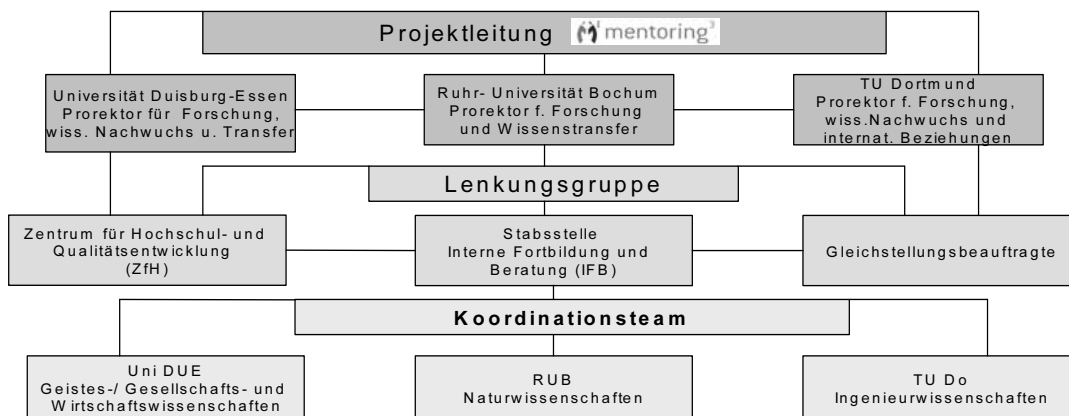 Projektleitung mentoring³
Universität Duisburg-Essen
Prorektor für Forschung,
wiss. Nachwuchs u. Transfer
Ruhr- Universität Bochum
Prorektor f. Forschung
und Wissenstransfer
TU Dortmund
Prorektor f. Forschung,
wiss.Nachwuchs und
internat. Beziehungen
Lenkungsgruppe
Zentrum für Hochschul- und
Qualitätsentwicklung
(ZfH)
Stabsstelle
Interne Fortbildung und
Beratung (IFB)
Gleichstellungsbeauftragte
Koordinationsteam
Uni DUE
Geistes-/ Gesellschafts- und
Wirtschaftswissenschaften
RUB
Naturwissenschaften
TU Do
Ingenieurwissenschaften